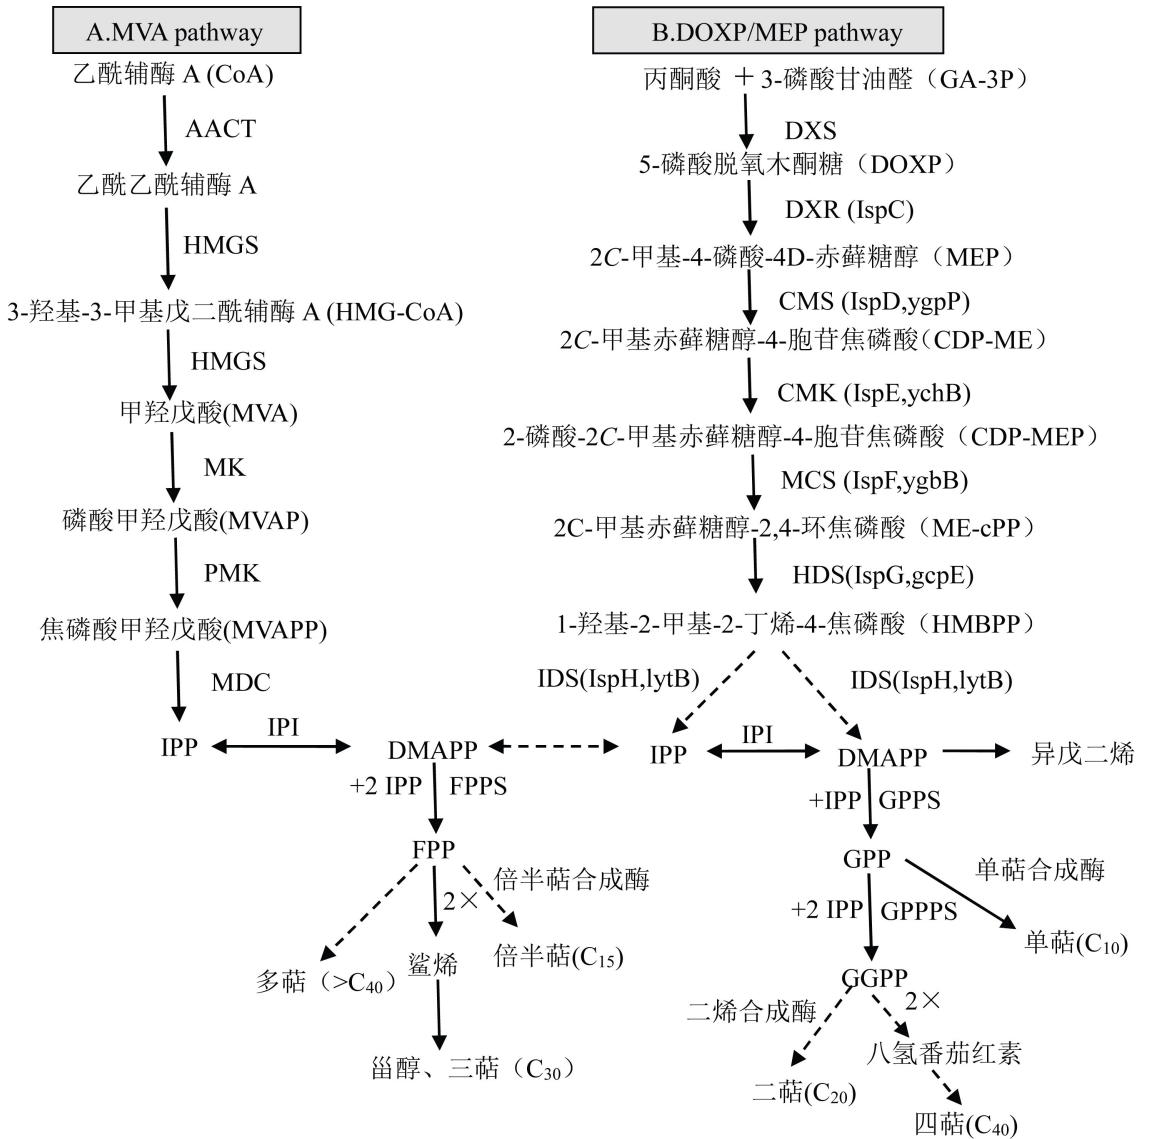 A.MVA pathway
乙酰辅酶 A (CoA)
AACT
乙酰乙酰辅酶 A
HMGS
3-羟基-3-甲基戊二酰辅酶 A (HMG-CoA)
HMGS
甲羟戊酸(MVA)
MK
磷酸甲羟戊酸(MVAP)
PMK
焦磷酸甲羟戊酸(MVAPP)
MDC
IPP
IPI
DMAPP
+2 IPP
FPPS
FPP
2×
倍半萜合成酶
多萜（>C40）
鲨烯
倍半萜(C15)
甾醇、三萜（C30）
B.DOXP/MEP pathway
丙酮酸 ＋3-磷酸甘油醛（GA-3P）
DXS
5-磷酸脱氧木酮糖（DOXP）
DXR (IspC)
2C-甲基-4-磷酸-4D-赤藓糖醇（MEP）
CMS (IspD,ygpP)
2C-甲基赤藓糖醇-4-胞苷焦磷酸（CDP-ME）
CMK (IspE,ychB)
2-磷酸-2C-甲基赤藓糖醇-4-胞苷焦磷酸（CDP-MEP）
MCS (IspF,ygbB)
2C-甲基赤藓糖醇-2,4-环焦磷酸（ME-cPP）
HDS(IspG,gcpE)
1-羟基-2-甲基-2-丁烯-4-焦磷酸（HMBPP）
IDS(IspH,lytB)
IDS(IspH,lytB)
IPP
IPI
DMAPP
异戊二烯
+IPP
GPPS
GPP
单萜合成酶
+2 IPP
GPPPS
单萜(C10)
GGPP
二烯合成酶
2×
八氢番茄红素
二萜(C20)
四萜(C40)